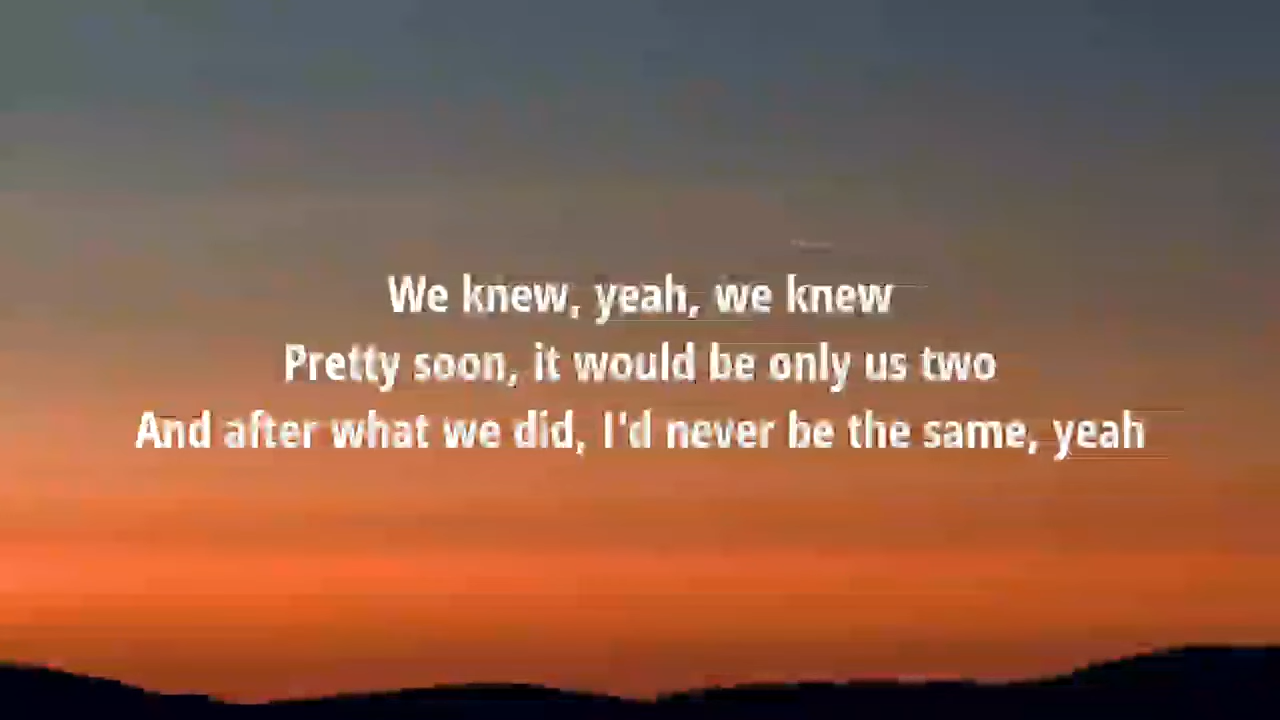 We knew, yeah, we knew
Pretty soon, it would be only us two
And after what we did, I'd never be the same, yeah